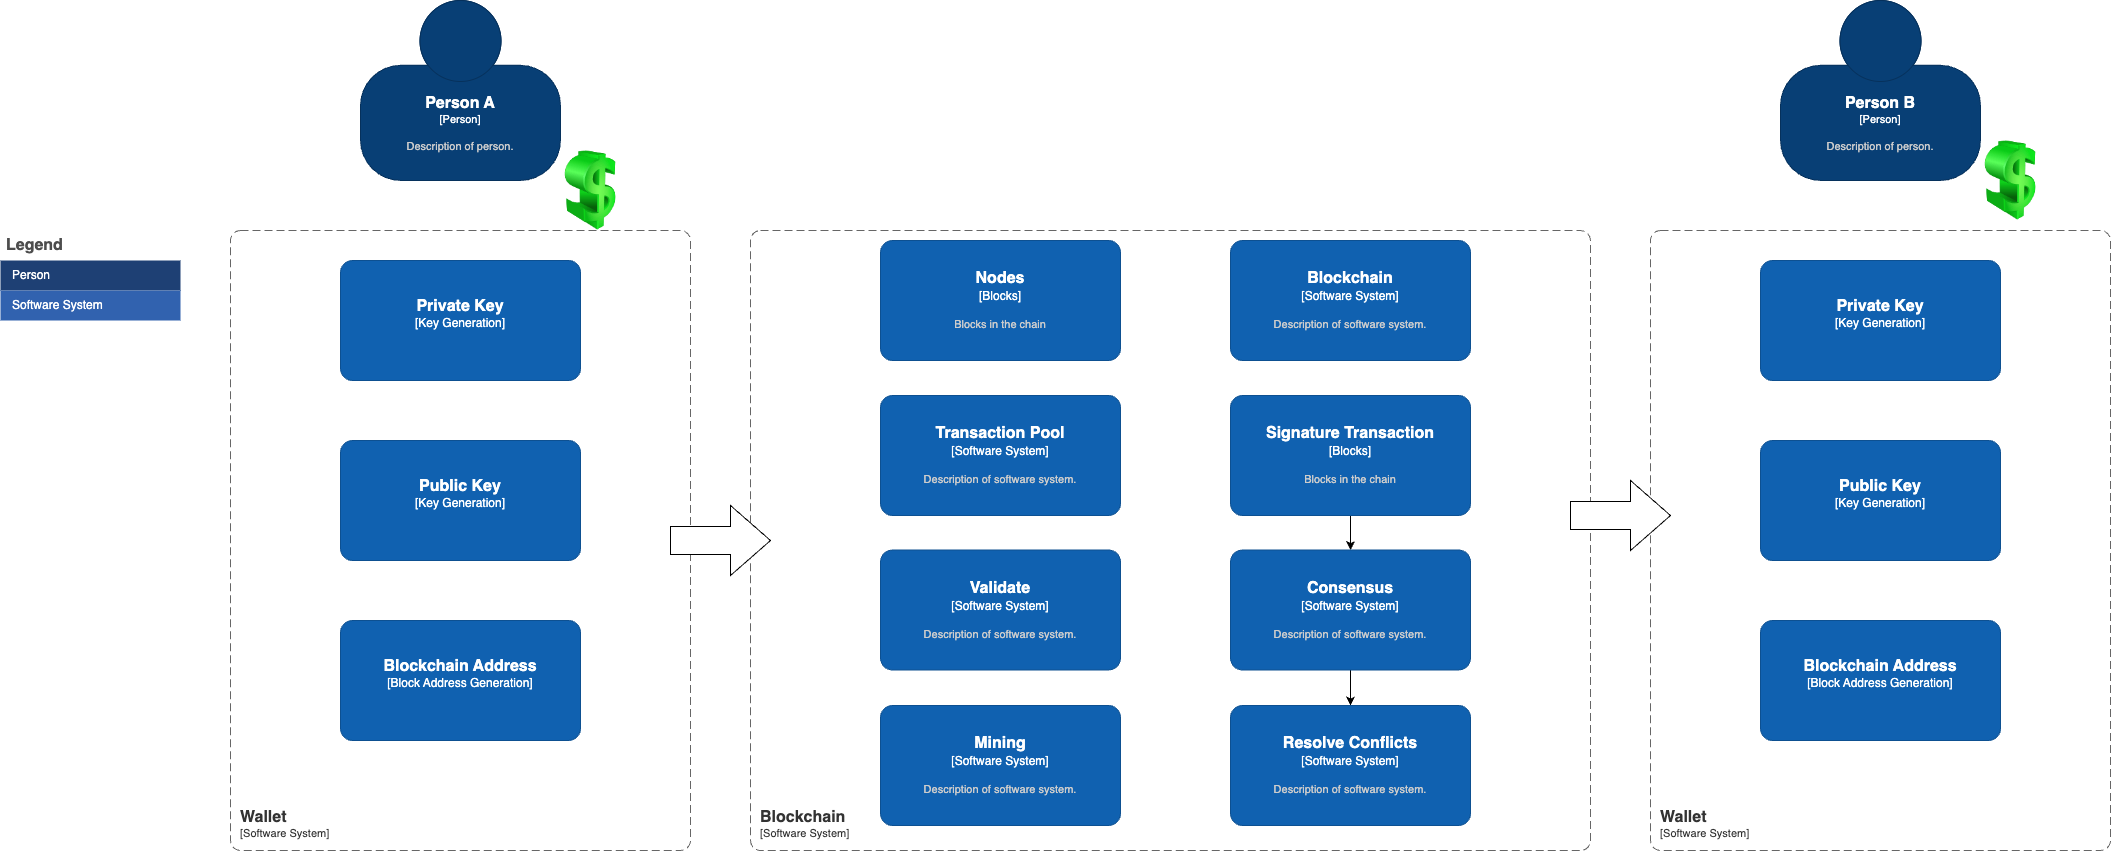 Person A
[Person]
Description of person.
Person B
[Person]
Description of person.
Legend
Person
Software System
Private Key
[Key Generation]
Public Key
[Key Generation]
Blockchain Address
[Block Address Generation]
Wallet
[Software System]
Nodes
[Blocks]
Blocks in the chain
Blockchain
[Software System]
Description of software system.
Transaction Pool
[Software System]
Description of software system.
Signature Transaction
[Blocks]
Blocks in the chain
Validate
[Software System]
Description of software system.
Consensus
[Software System]
Description of software system.
Mining
[Software System]
Description of software system.
Resolve Conflicts
[Software System]
Description of software system.
Blockchain
[Software System]
Private Key
[Key Generation]
Public Key
[Key Generation]
Blockchain Address
[Block Address Generation]
Wallet
[Software System]